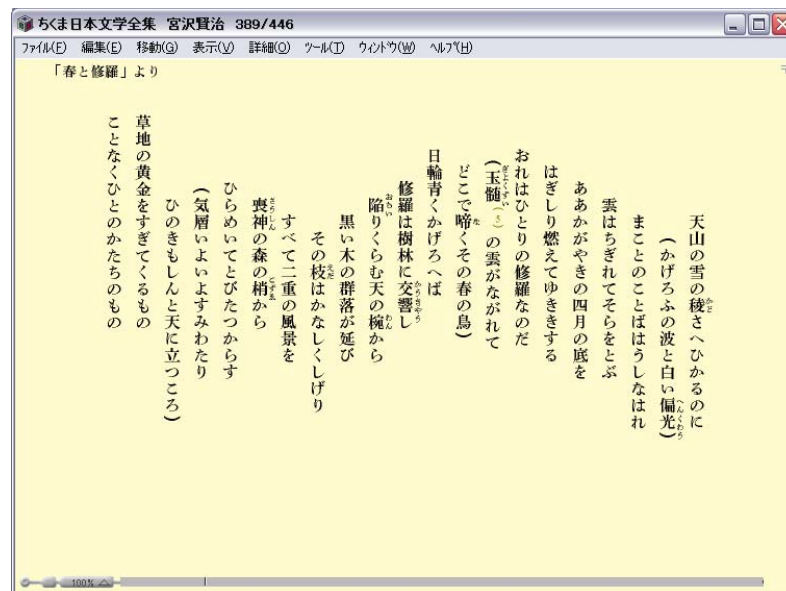 ちくま日本文学全集 宮沢賢治 389/446
ファイル(F) 編集(E) 移動(G) 表示(V) 詳細(O) ツール(T) ウィンドウ(W) ヘルプ(H)
「春と修羅」より
天山の雪の稜さへひかるのに
(かげろふの波と白い偏光)
まことのことばはうしなはれ
雲はちぎれてそらをとぶ
ああかがやきの四月の底を
はぎしり燃えてゆききする
おれはひとりの修羅なのだ
(玉髄の雲がながれて
どこで啼くその春の鳥)
日輪青くかげろへば
修羅は樹林に交響し
陥りくらむ天の椀から
黒い木の群落が延び
その枝はかなしくしげり
すべて二重の風景を
喪神の森の梢から
ひらめいてとびたつからす
(気層いよいよすみわたり
ひのきもしんと天に立つころ)
草地の黄金をすぎてくるもの
ことなくひとのかたちのもの
100%